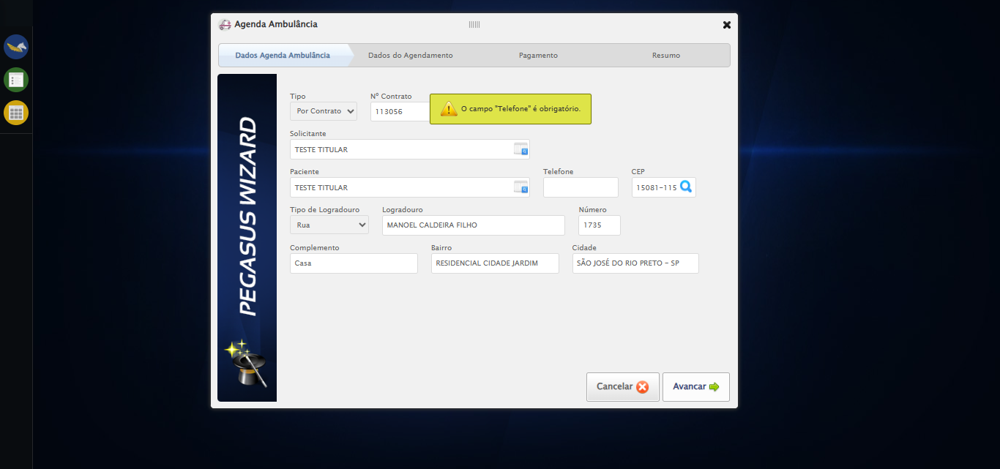 Agenda Ambulância
Dados Agenda Ambulância Dados do Agendamento Pagamento Resumo
PEGASUS WIZARD
Tipo Nº Contrato
Por Contrato 113056
O campo "Telefone" é obrigatório.
Solicitante
TESTE TITULAR
Paciente Telefone CEP
TESTE TITULAR 15081-115
Tipo de Logradouro Logradouro Número
Rua MANOEL CALDEIRA FILHO 1735
Complemento Bairro Cidade
Casa RESIDENCIAL CIDADE JARDIM SÃO JOSÉ DO RIO PRETO - SP
Cancelar Avancar